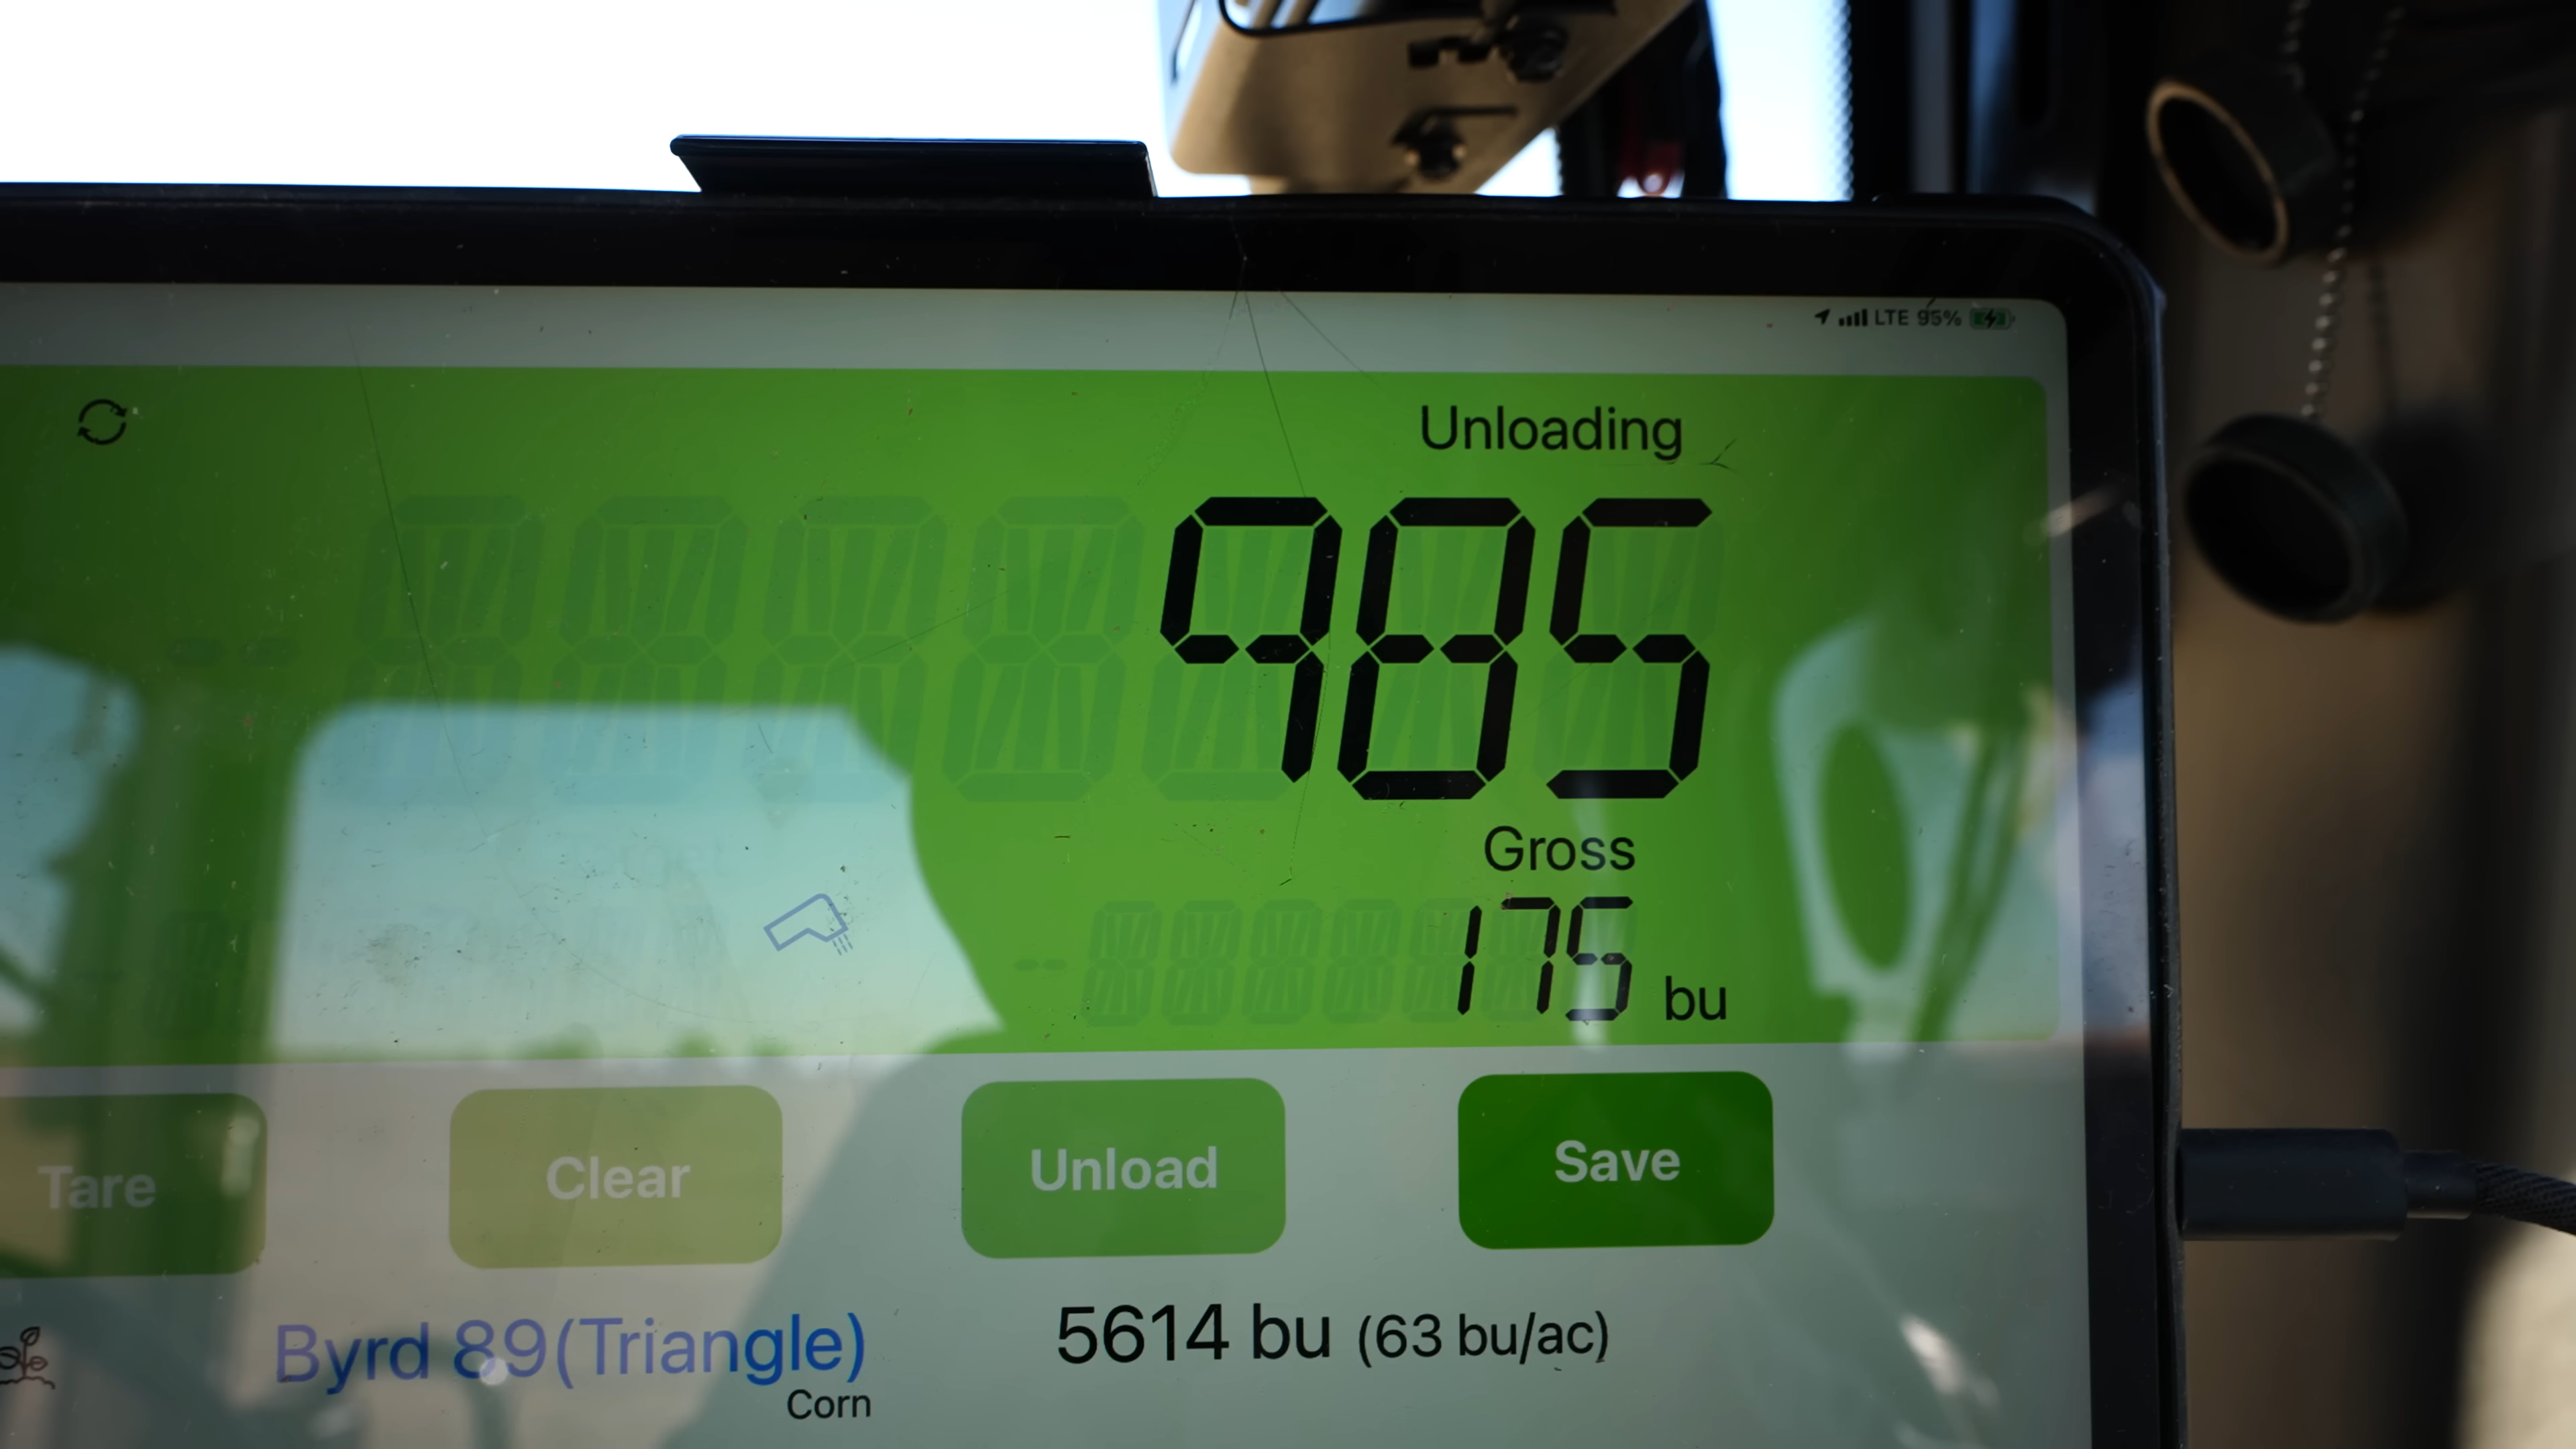 LTE 95%
Unloading
985
Gross
175 bu
Tare
Clear
Unload
Save
Byrd 89(Triangle)
5614 bu (63 bu/ac)
Corn